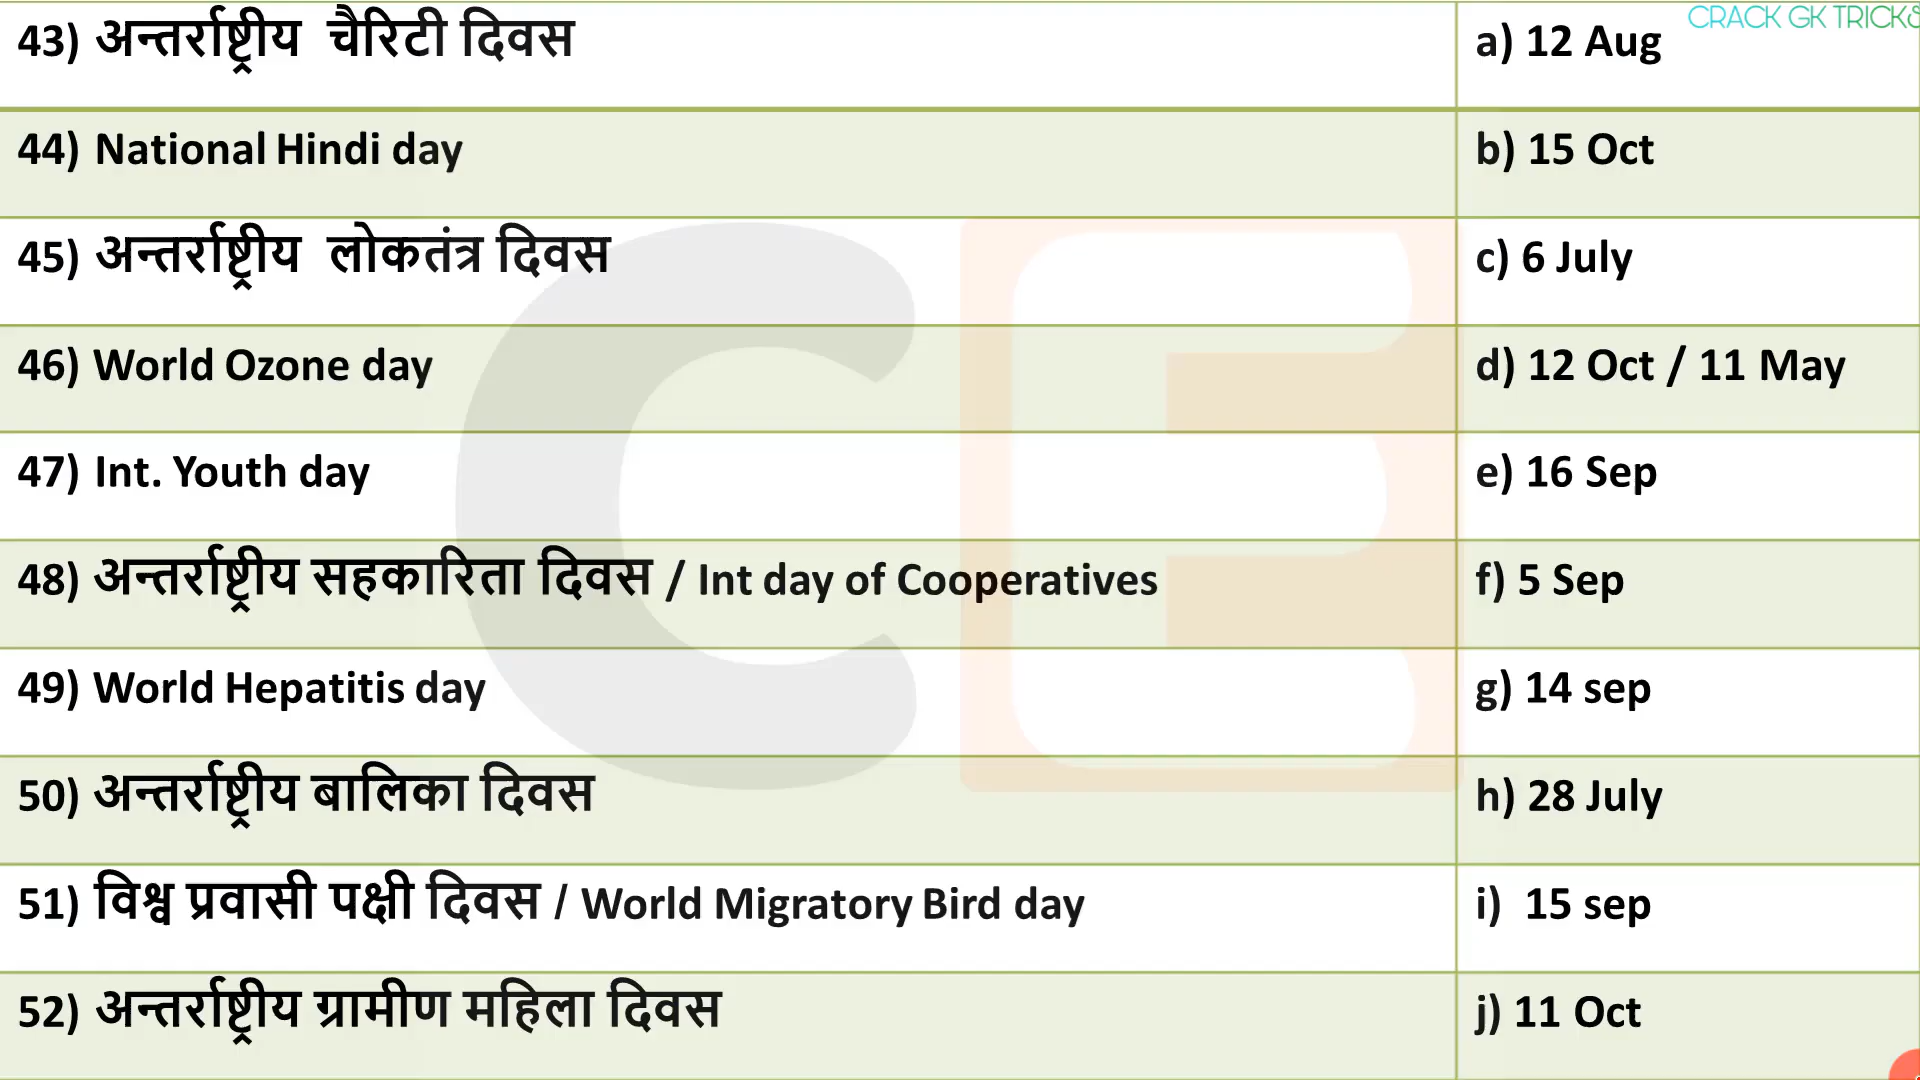 CRACK GK TRICKS
43) अन्तर्राष्ट्रीय चैरिटी दिवस a) 12 Aug
44) National Hindi day b) 15 Oct
45) अन्तर्राष्ट्रीय लोकतंत्र दिवस c) 6 July
46) World Ozone day d) 12 Oct / 11 May
47) Int. Youth day e) 16 Sep
48) अन्तर्राष्ट्रीय सहकारिता दिवस / Int day of Cooperatives f) 5 Sep
49) World Hepatitis day g) 14 sep
50) अन्तर्राष्ट्रीय बालिका दिवस h) 28 July
51) विश्व प्रवासी पक्षी दिवस / World Migratory Bird day i) 15 sep
52) अन्तर्राष्ट्रीय ग्रामीण महिला दिवस j) 11 Oct
CE